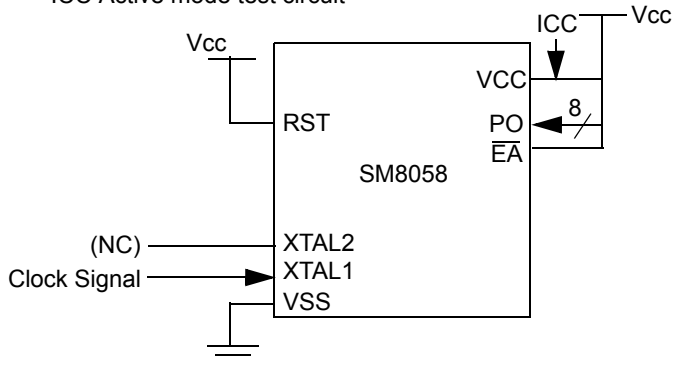 ICC Active mode test circuit
Vcc
ICC
Vcc
VCC
RST
8
PO
EA
SM8058
(NC)
XTAL2
Clock Signal
XTAL1
VSS